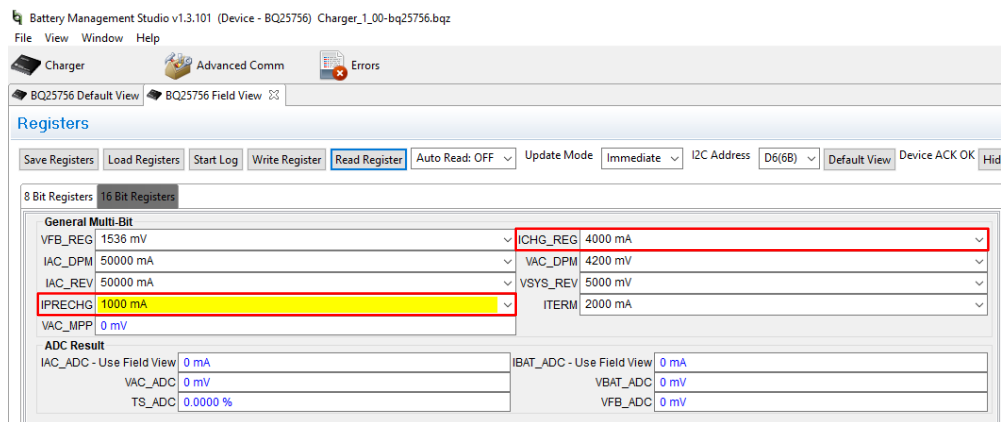 Battery Management Studio v1.3.101 (Device - BQ25756) Charger_1_00-bq25756.bqz
File View Window Help
Charger Advanced Comm Errors
BQ25756 Default View BQ25756 Field View
Registers
Save Registers Load Registers Start Log Write Register Read Register Auto Read: OFF Update Mode Immediate I2C Address D6(6B) Default View Device ACK OK Hid
8 Bit Registers 16 Bit Registers
General Multi-Bit
VFB_REG 1536 mV ICHG_REG 4000 mA
IAC_DPM 50000 mA VAC_DPM 4200 mV
IAC_REV 50000 mA VSYS_REV 5000 mV
IPRECHG 1000 mA ITERM 2000 mA
VAC_MPP 0 mV
ADC Result
IAC_ADC - Use Field View 0 mA IBAT_ADC - Use Field View 0 mA
VAC_ADC 0 mV VBAT_ADC 0 mV
TS_ADC 0.0000 % VFB_ADC 0 mV